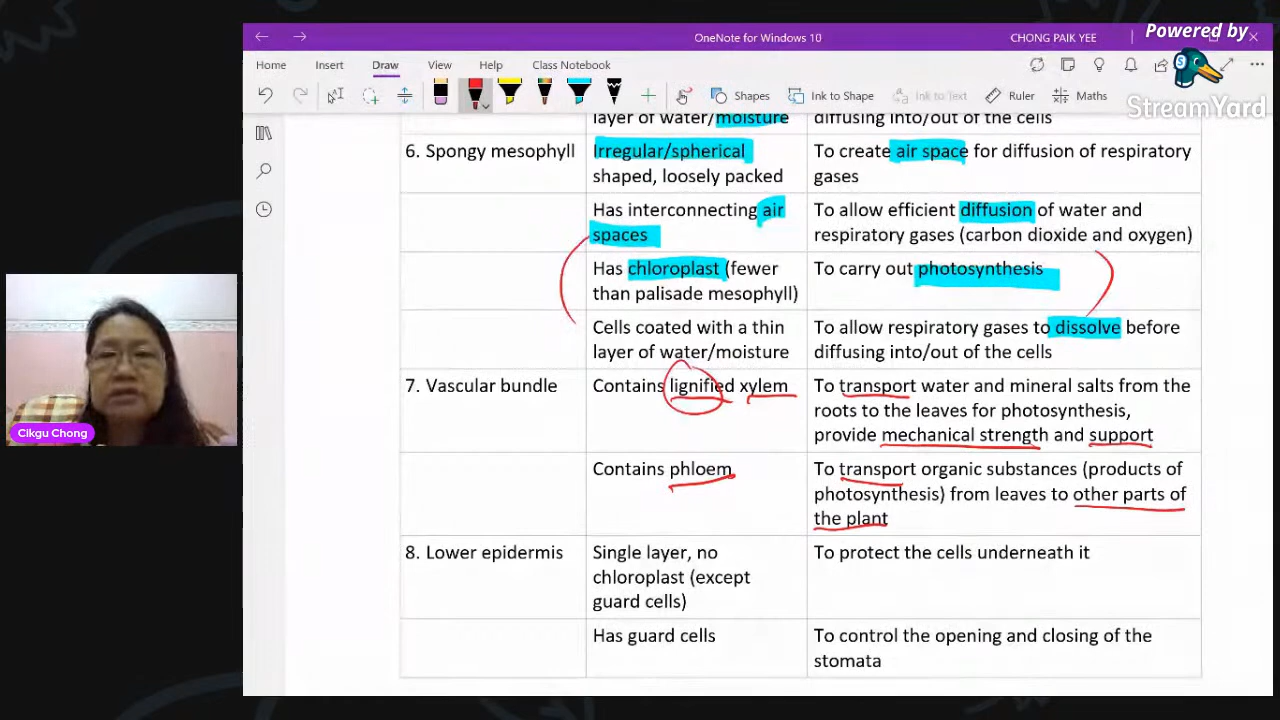 Powered by
StreamYard
OneNote for Windows 10
CHONG PAIK YEE
Home Insert Draw View Help Class Notebook
Shapes Ink to Shape Ink to Text Ruler Maths
layer of water/moisture
diffusing into/out of the cells
6. Spongy mesophyll
Irregular/spherical
shaped, loosely packed
To create air space for diffusion of respiratory
gases
Has interconnecting air
spaces
To allow efficient diffusion of water and
respiratory gases (carbon dioxide and oxygen)
Has chloroplast (fewer
than palisade mesophyll)
To carry out photosynthesis
Cells coated with a thin
layer of water/moisture
To allow respiratory gases to dissolve before
diffusing into/out of the cells
7. Vascular bundle
Contains lignified xylem
To transport water and mineral salts from the
roots to the leaves for photosynthesis,
provide mechanical strength and support
Contains phloem
To transport organic substances (products of
photosynthesis) from leaves to other parts of
the plant
8. Lower epidermis
Single layer, no
chloroplast (except
guard cells)
To protect the cells underneath it
Has guard cells
To control the opening and closing of the
stomata
Cikgu Chong